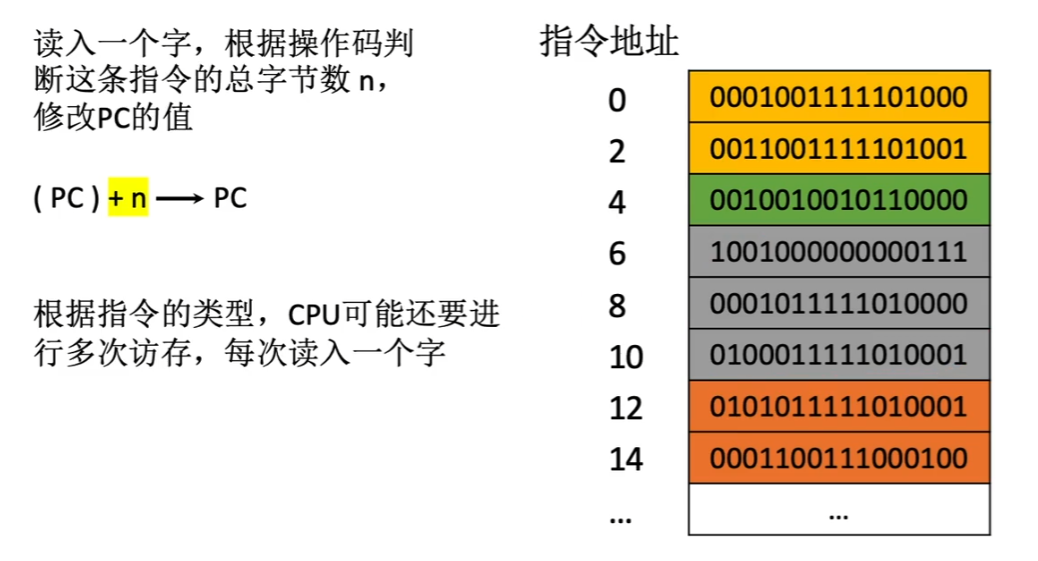 读入一个字，根据操作码判
断这条指令的总字节数 n，
修改PC的值
( PC ) + n → PC
根据指令的类型，CPU可能还要进
行多次访存，每次读入一个字
指令地址
0 0001001111101000
2 0011001111101001
4 0010010010110000
6 1001000000000111
8 0001011111010000
10 0100011111010001
12 0101011111010001
14 0001100111000100
... ...